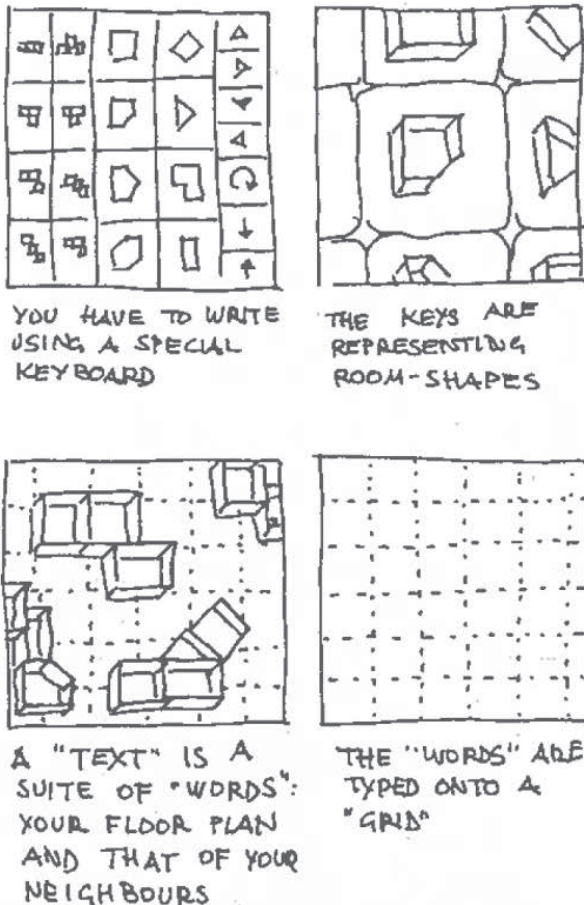 YOU HAVE TO WRITE
USING A SPECIAL
KEYBOARD
THE KEYS ARE
REPRESENTING
ROOM-SHAPES
A "TEXT" IS A
SUITE OF "WORDS":
YOUR FLOOR PLAN
AND THAT OF YOUR
NEIGHBOURS
THE "WORDS" ARE
TYPED ONTO A
"GRID"